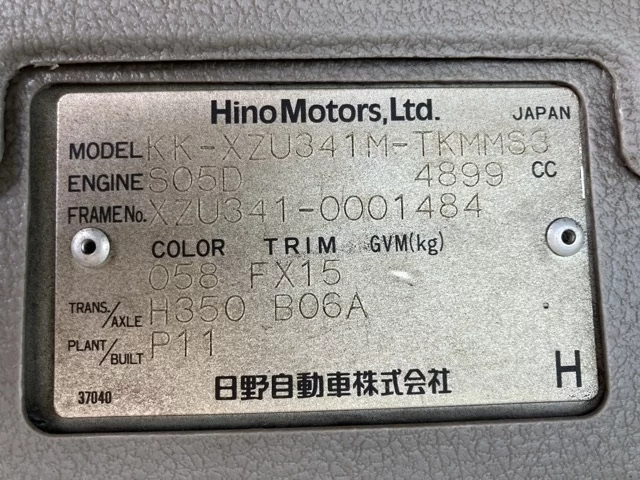 Hino Motors, Ltd. JAPAN
MODEL KK-XZU341M-TKMMS3
ENGINE S05D 4899 CC
FRAME No. XZU341-0001484
COLOR TRIM GVM(kg)
058 FX15
TRANS./AXLE H350 B06A
PLANT/BUILT P11
37040 日野自動車株式会社 H